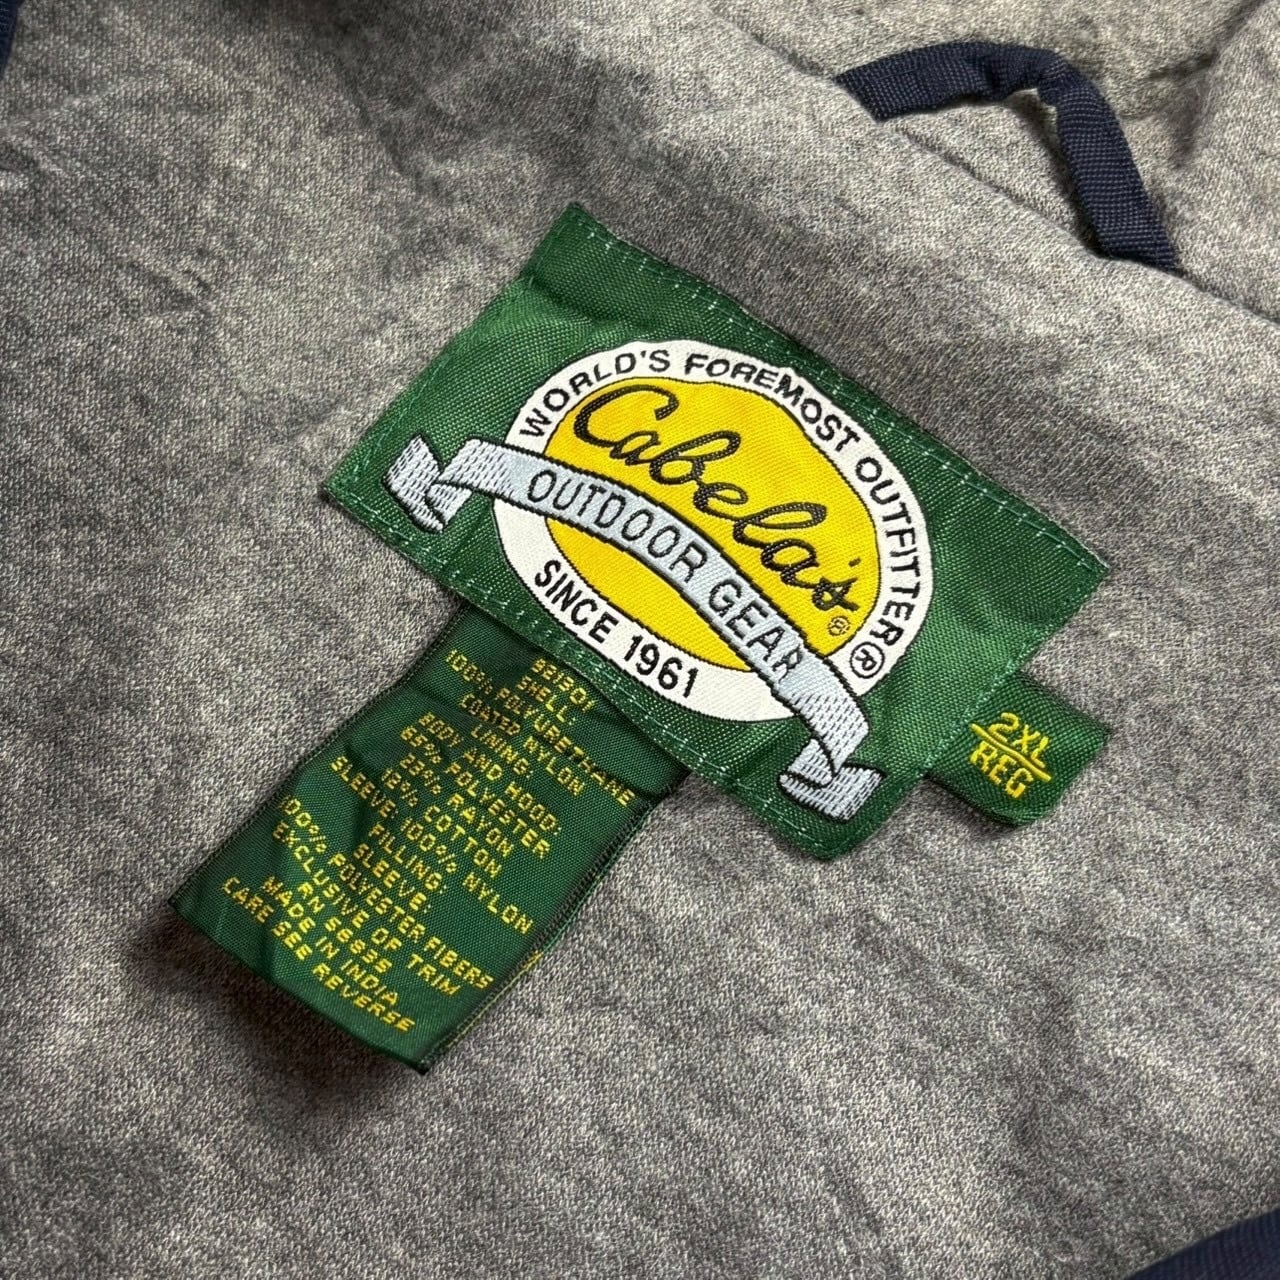 WORLD'S FOREMOST OUTFITTER®
Cabela's®
OUTDOOR GEAR
SINCE 1961
2XL
REG
SHELL
100% POLYURETHANE
COATED NYLON
LINING:
BODY AND HOOD:
65% POLYESTER
23% RAYON
12% COTTON
SLEEVE 100% NYLON
FILLING:
SLEEVE:
100% POLYESTER FIBERS
EXCLUSIVE OF TRIM
RN 56835
MADE IN INDIA
CARE SEE REVERSE